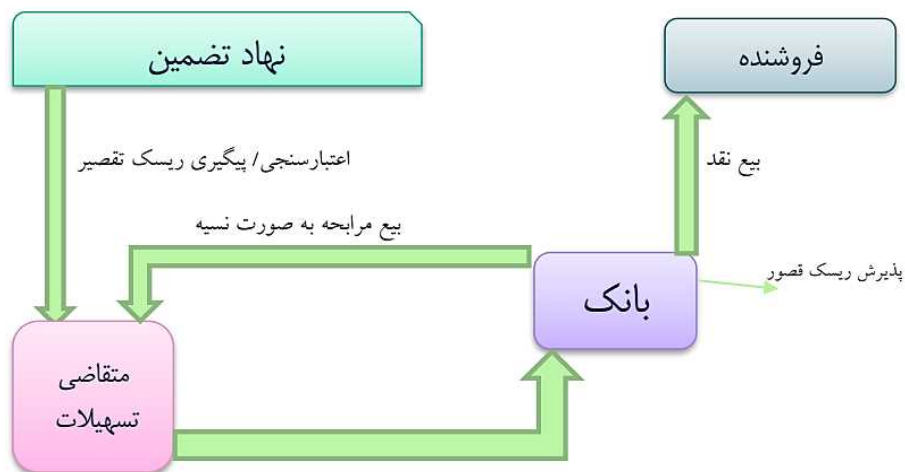 نهاد تضمین
فروشنده
اعتبارسنجی/ پیگیری ریسک تقصیر
بیع نقد
بیع مرابحه به صورت نسیه
پذیرش ریسک قصور
بانک
متقاضی
تسهیلات